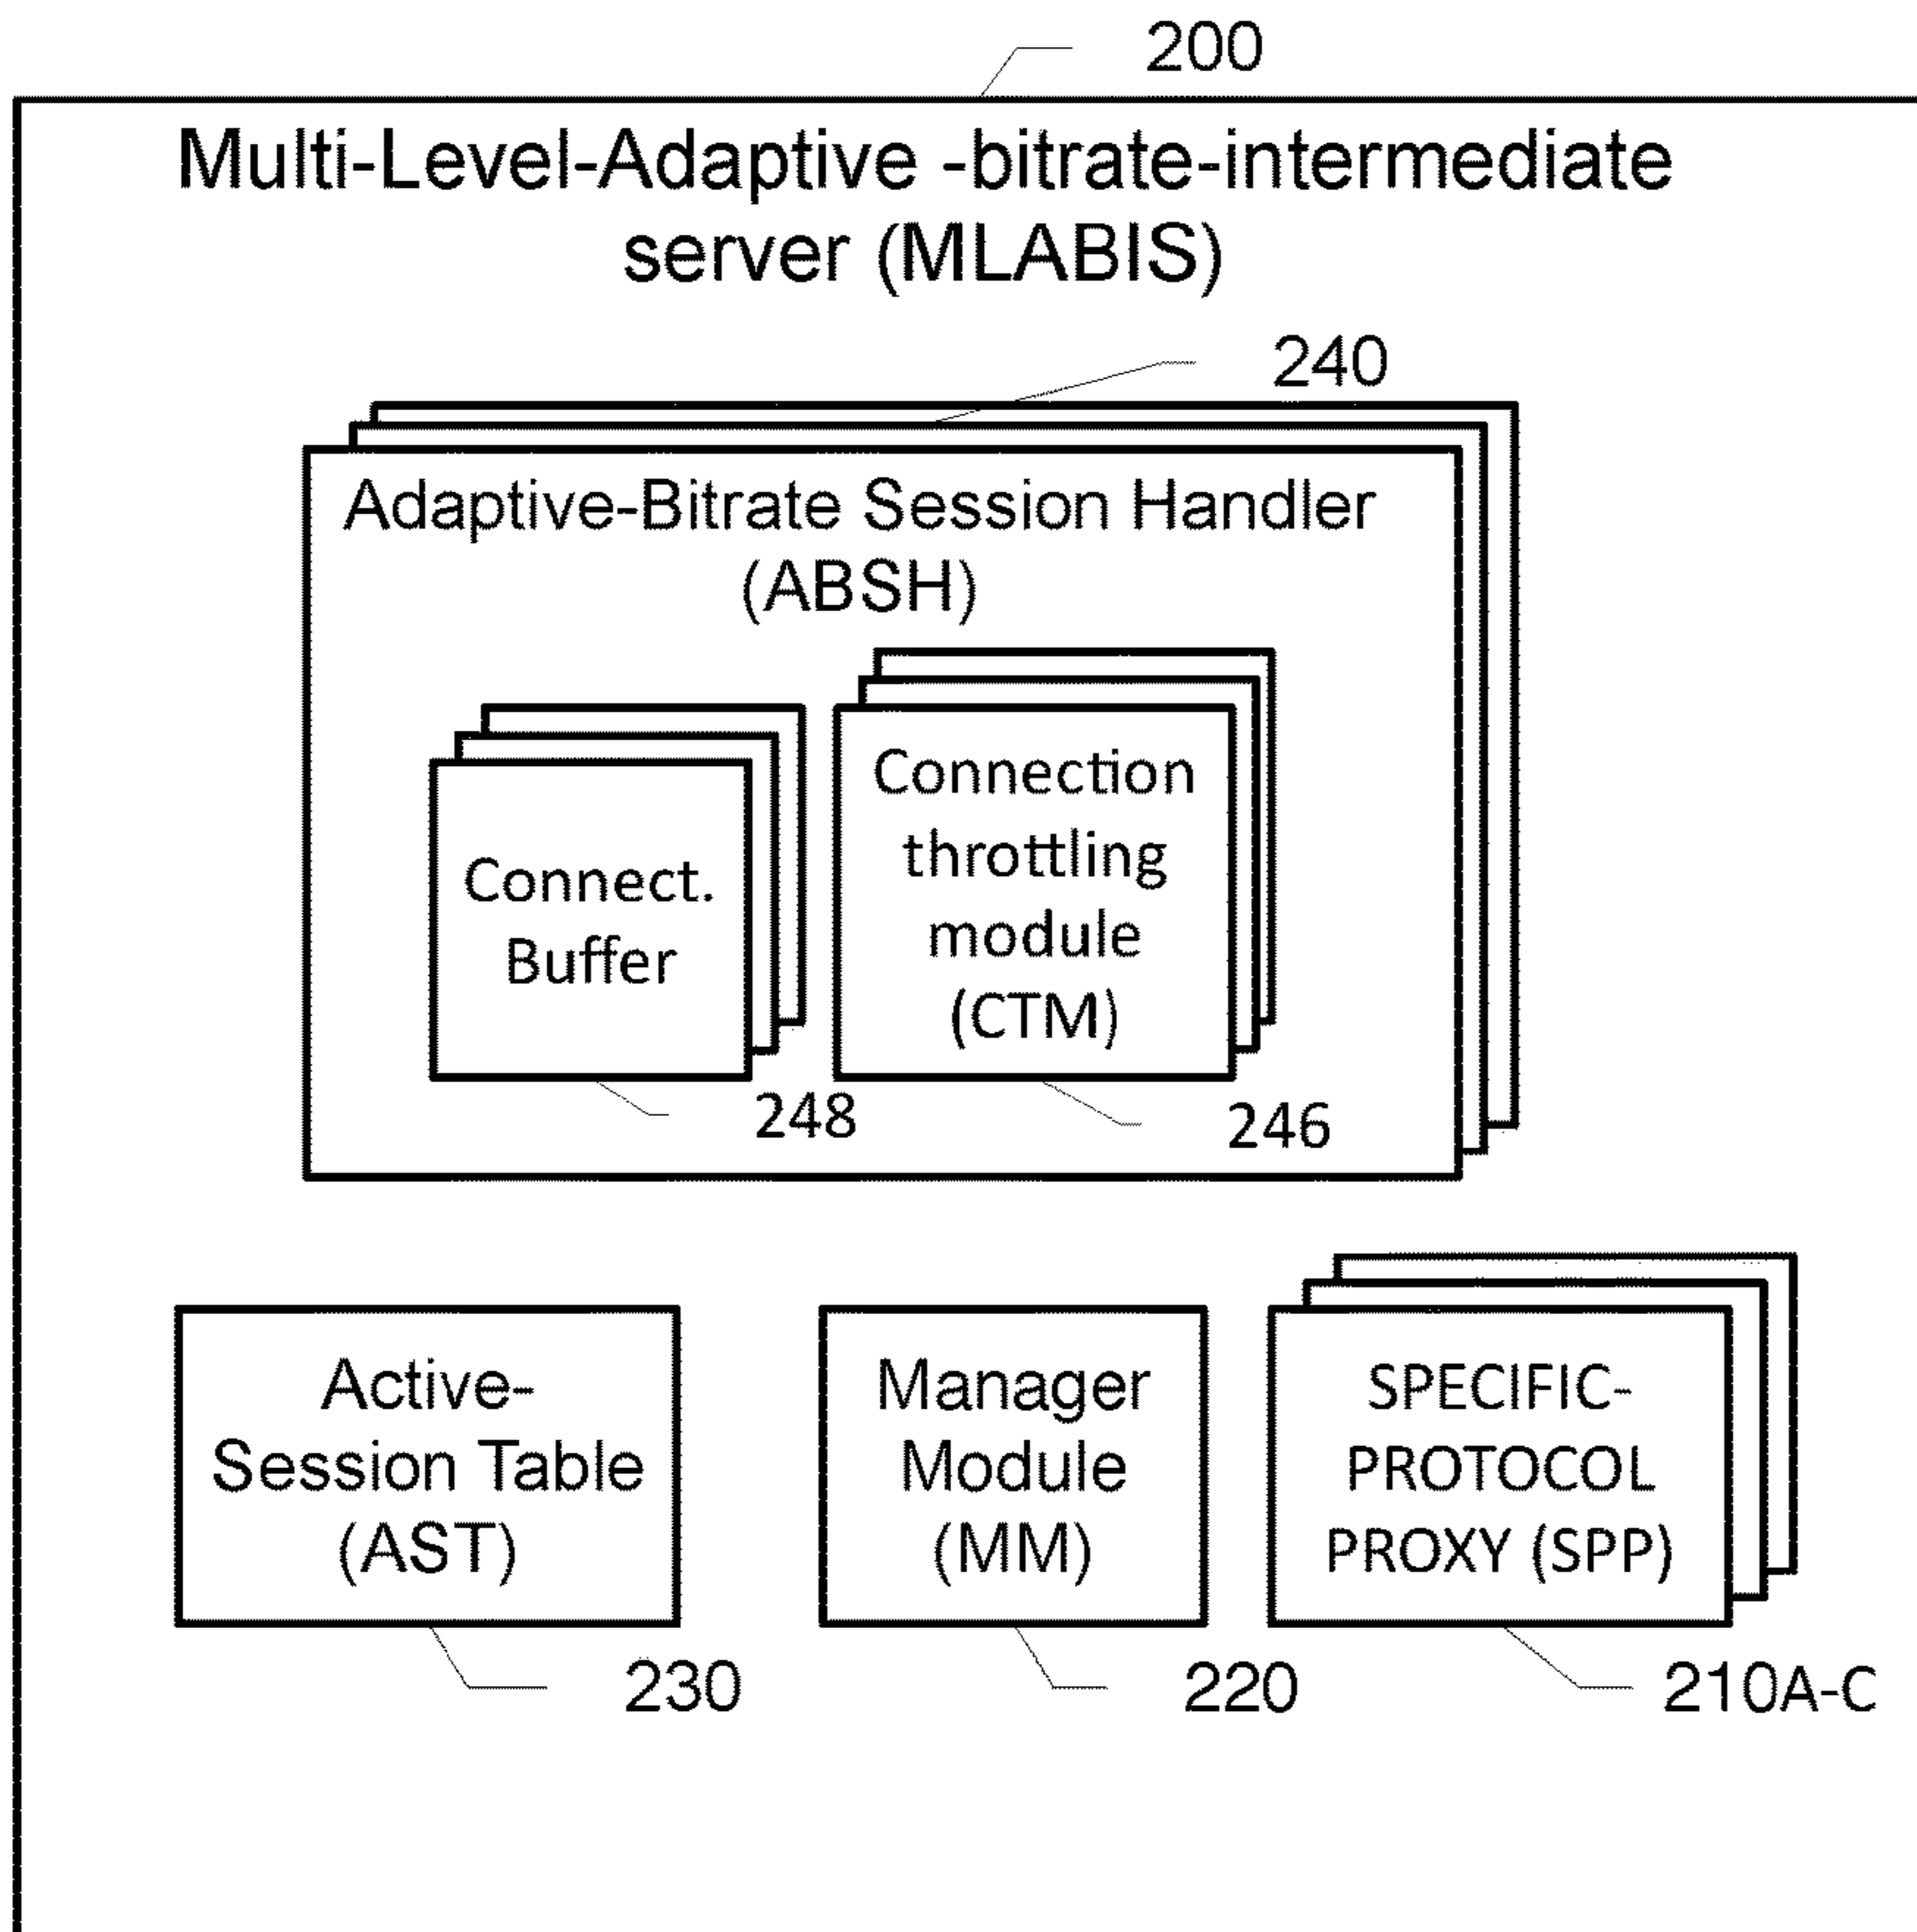 200
Multi-Level-Adaptive -bitrate-intermediate
server (MLABIS)
240
Adaptive-Bitrate Session Handler
(ABSH)
Connect.
Buffer
248
Connection
throttling
module
(CTM)
246
Active-
Session Table
(AST)
230
Manager
Module
(MM)
220
SPECIFIC-
PROTOCOL
PROXY (SPP)
210A-C